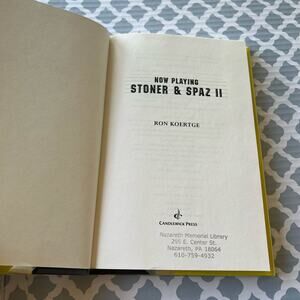 NOW PLAYING
STONER & SPAZ II
RON KOERTGE
CANDLEWICK PRESS
Nazareth Memorial Library
295 E. Center St.
Nazareth, PA 18064
610-759-4932